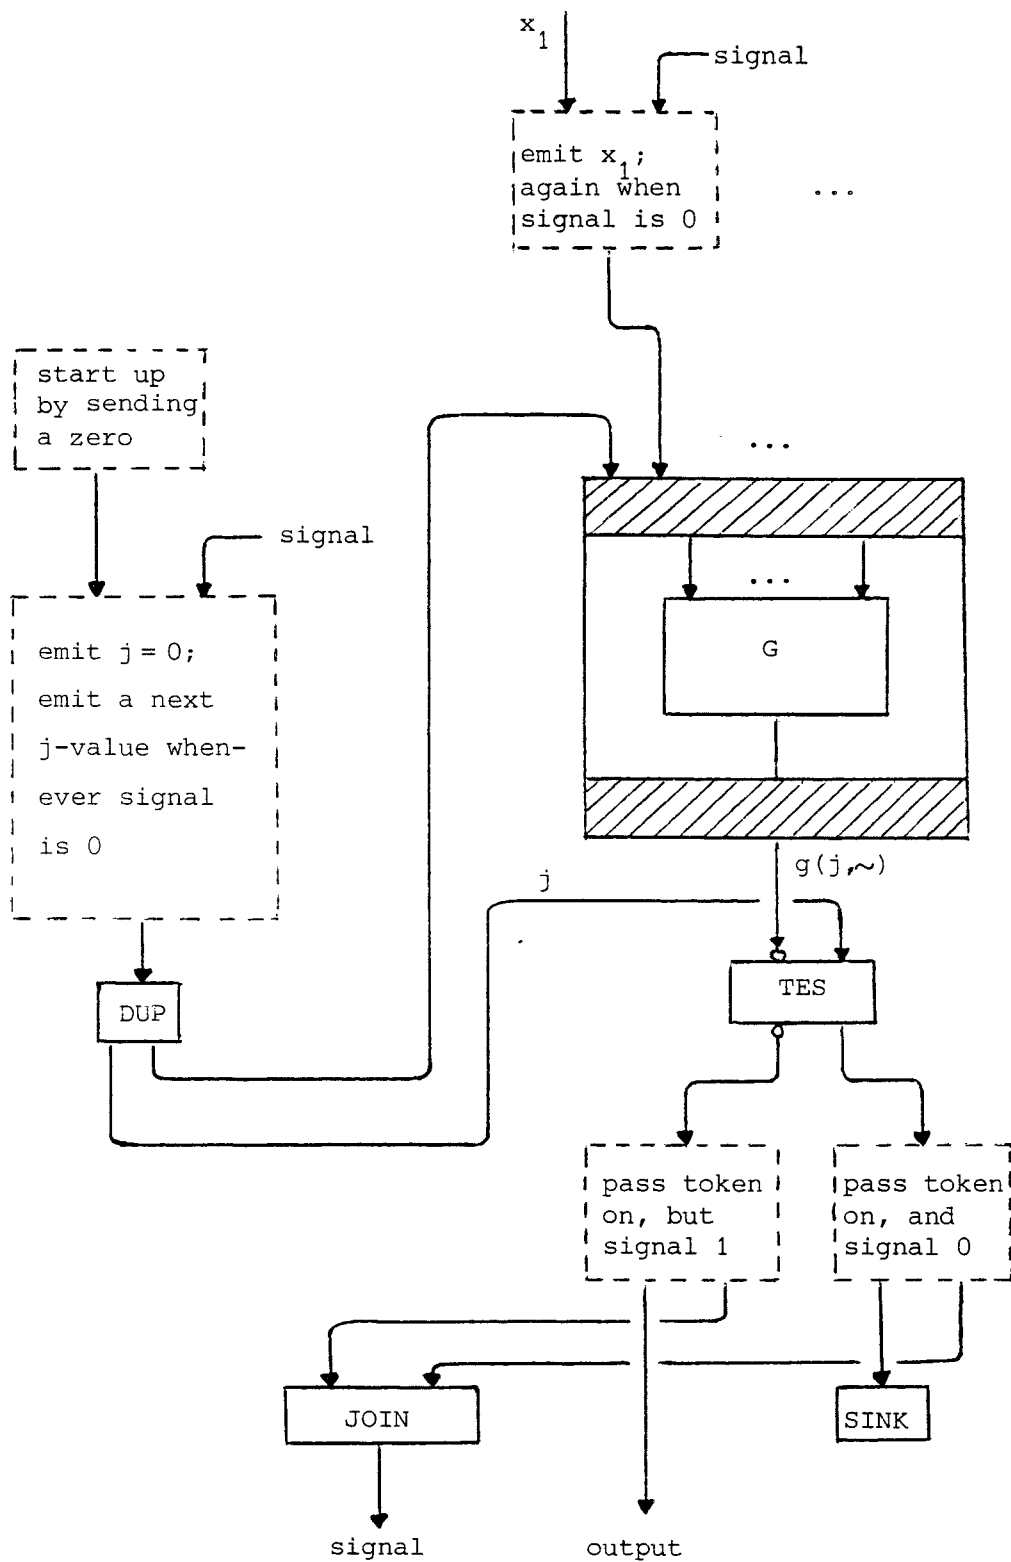 x1
signal
emit x1;
again when
signal is 0
...
start up
by sending
a zero
...
signal
...
emit j = 0;
emit a next
j-value when-
ever signal
is 0
G
g(j,~)
j
TES
DUP
pass token
on, but
signal 1
pass token
on, and
signal 0
JOIN
SINK
signal
output